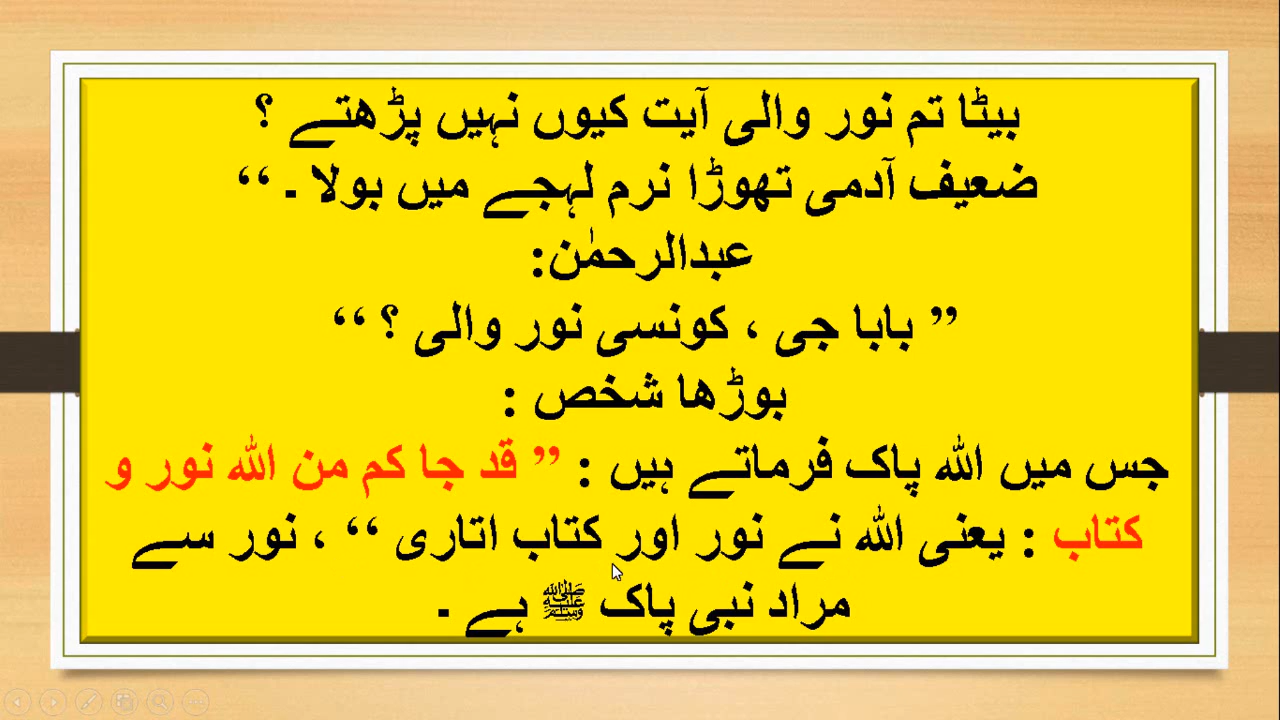 بیٹا تم نور والی آیت کیوں نہیں پڑھتے ؟
ضعیف آدمی تھوڑا نرم لہجے میں بولا ۔ “
عبدالرحمٰن:
” بابا جی ، کونسی نور والی ؟ “
بوڑھا شخص :
جس میں اللہ پاک فرماتے ہیں : ” قد جا کم من اللہ نور و
کتاب : یعنی اللہ نے نور اور کتاب اتاری “ ، نور سے
مراد نبی پاک ﷺ ہے ۔